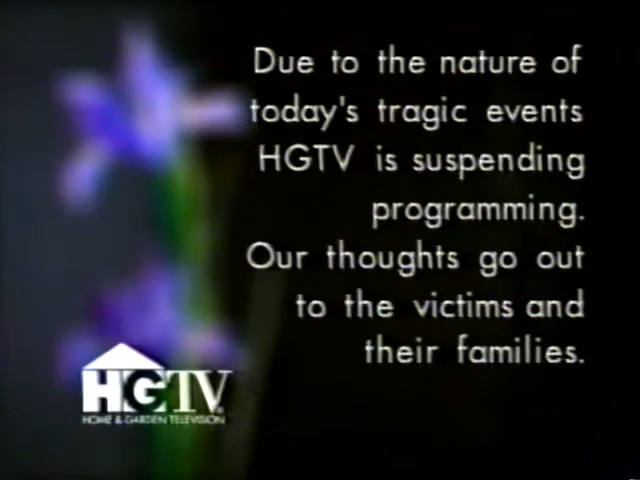 Due to the nature of
today's tragic events
HGTV is suspending
programming.
Our thoughts go out
to the victims and
their families.
HGTV
HOME & GARDEN TELEVISION